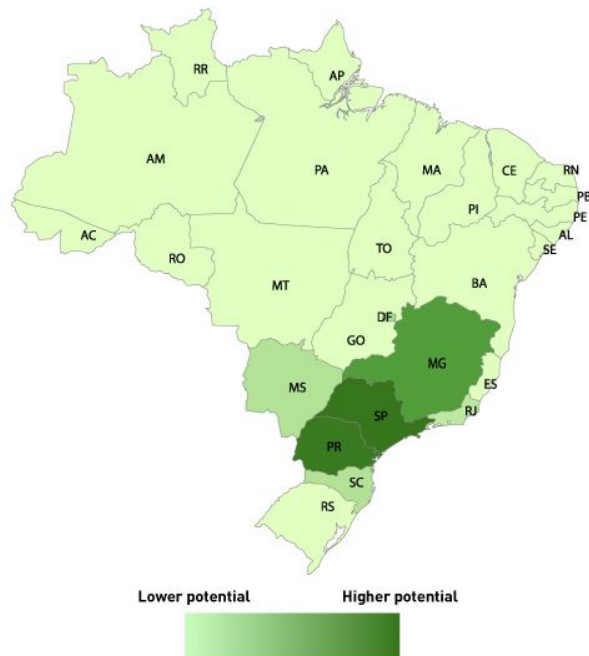 RR
AP
AM
PA
MA
CE
RN
PB
PE
AL
SE
PI
AC
RO
TO
MT
BA
DF
GO
MG
ES
MS
SP
RJ
PR
SC
RS
Lower potential
Higher potential